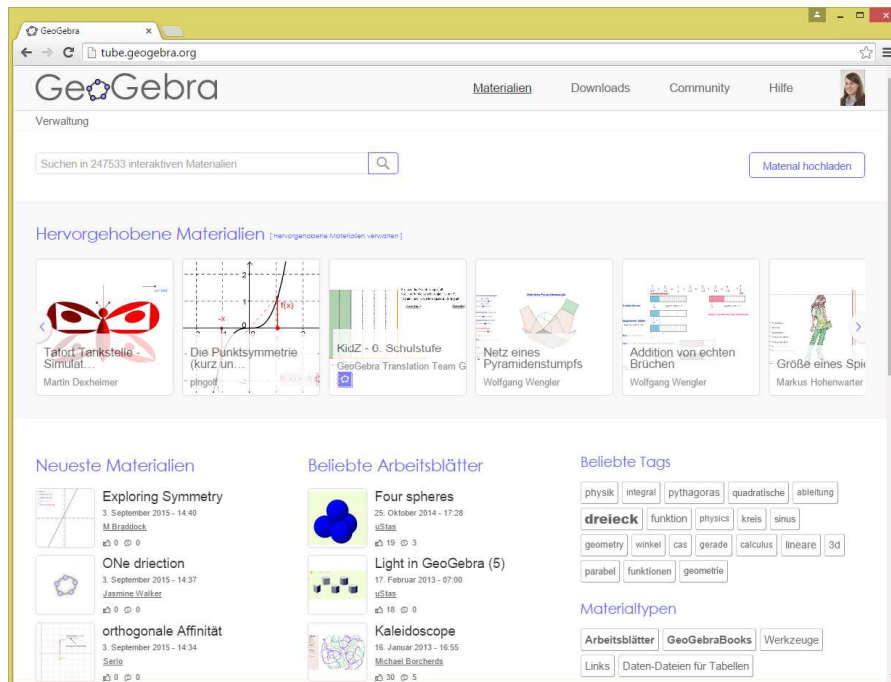 GeoGebra
tube.geogebra.org
GeoGebra
Materialien Downloads Community Hilfe
Verwaltung
Suchen in 247533 interaktiven Materialien
Material hochladen
Hervorgehobene Materialien [ Hervorgehobene Materialien verwalten ]
Tatort Tankstelle - Simulat…
Martin Dexheimer
2
1
-x
f(x)
-1
2
Die Punktsymmetrie (kurz un…
pingolf
KidZ - 6. Schulstufe
GeoGebra Translation Team G
Netz eines Pyramidenstumpfs
Wolfgang Wengler
Addition von echten Brüchen
Wolfgang Wengler
Größe eines Spie
Markus Hohenwarter
Neueste Materialien
Exploring Symmetry
3. September 2015 - 14:40
M Braddock
0 0
ONe driection
3. September 2015 - 14:37
Jasmine Walker
0 0
orthogonale Affinität
3. September 2015 - 14:34
Serlo
0 0
Beliebte Arbeitsblätter
Four spheres
25. Oktober 2014 - 17:28
uStas
19 3
Light in GeoGebra (5)
17. Februar 2013 - 07:00
uStas
18 0
Kaleidoscope
16. Januar 2013 - 16:55
Michael Borcherds
30 5
Beliebte Tags
physik integral pythagoras quadratische ableitung
dreieck funktion physics kreis sinus
geometry winkel cas gerade calculus lineare 3d
parabel funktionen geometrie
Materialtypen
Arbeitsblätter GeoGebraBooks Werkzeuge
Links Daten-Dateien für Tabellen